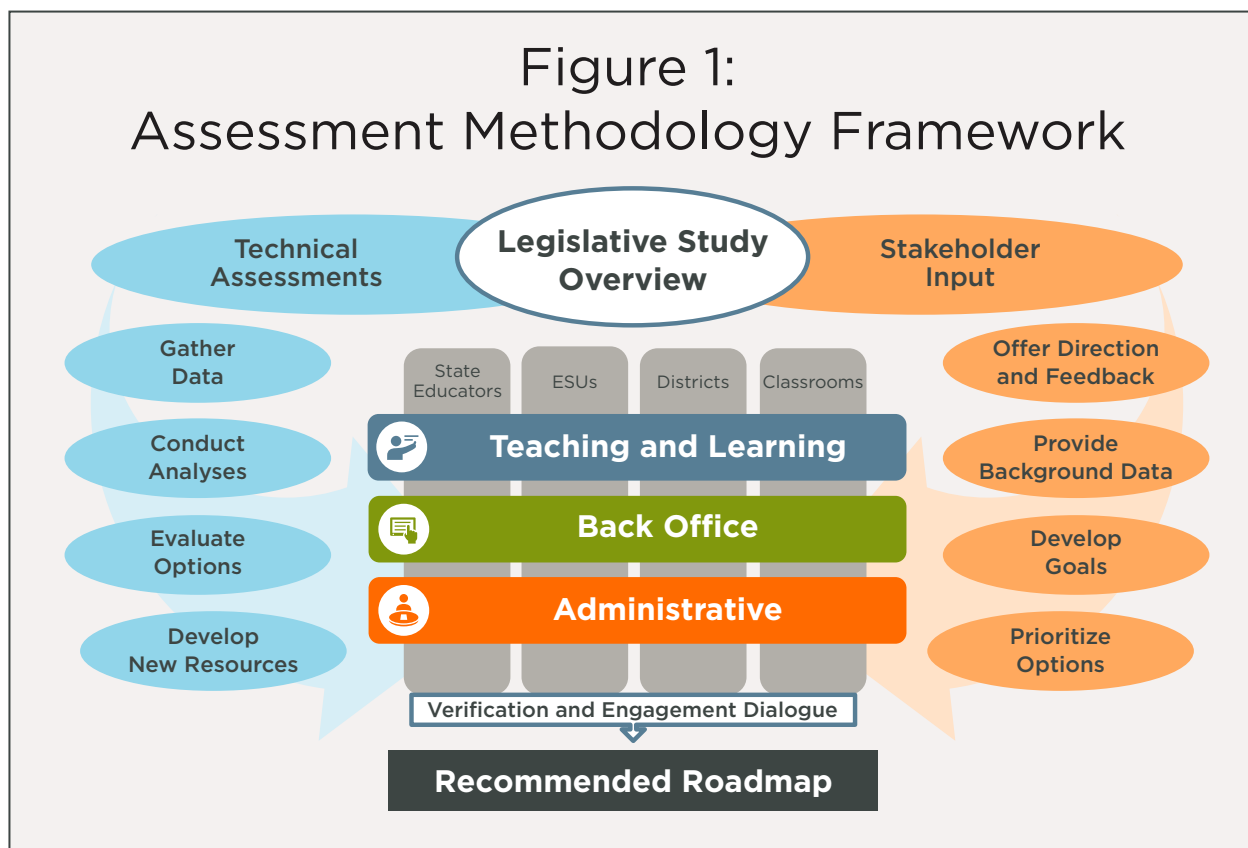 Figure 1:
Assessment Methodology Framework
Technical
Assessments
Legislative Study
Overview
Stakeholder
Input
Gather
Data
Conduct
Analyses
Evaluate
Options
Develop
New Resources
State
Educators
ESUs
Districts
Classrooms
Teaching and Learning
Back Office
Administrative
Offer Direction
and Feedback
Provide
Background Data
Develop
Goals
Prioritize
Options
Verification and Engagement Dialogue
Recommended Roadmap